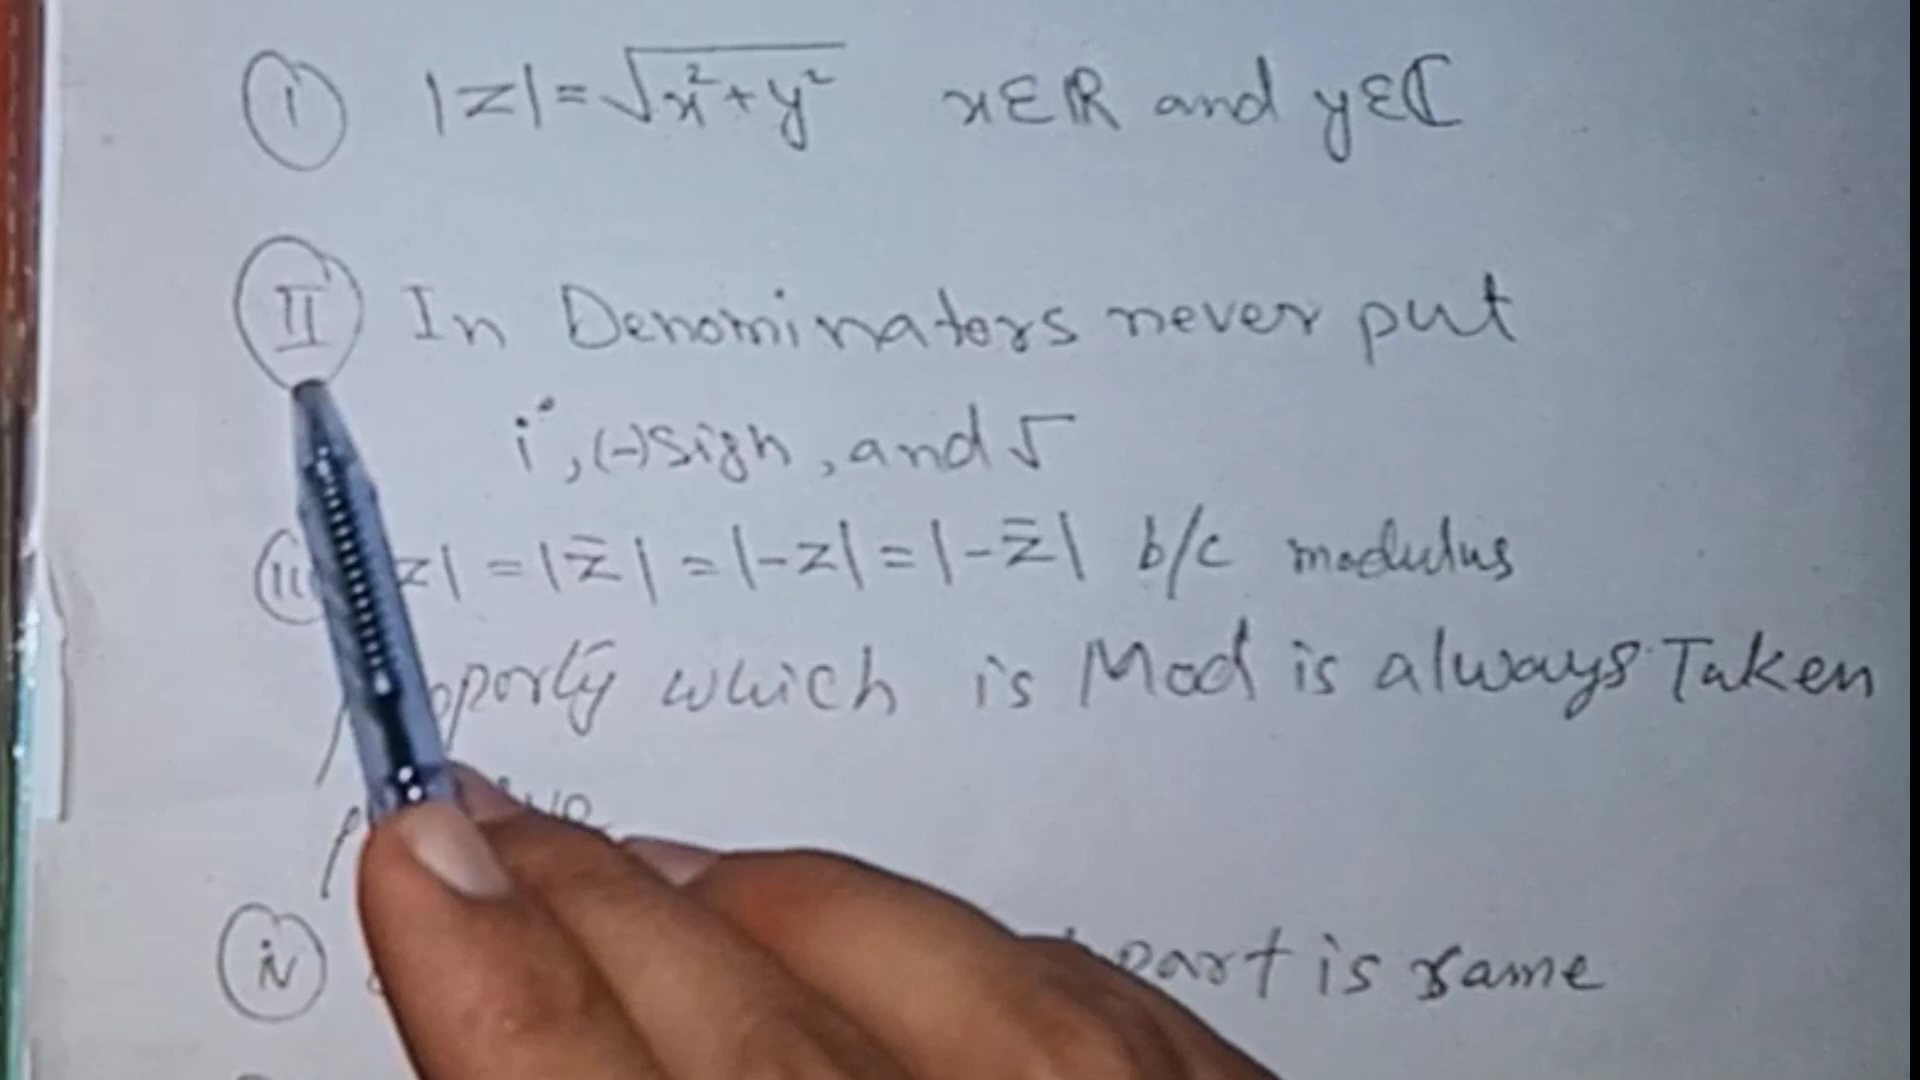 I |z| = √x²+y² x∈R and y∈ℂ
II In Denominators never put
i, (-)sign, and √
z| = |z̄| = |-z| = |-z̄| b/c modulus
which is Mod is always Taken
iv part is same